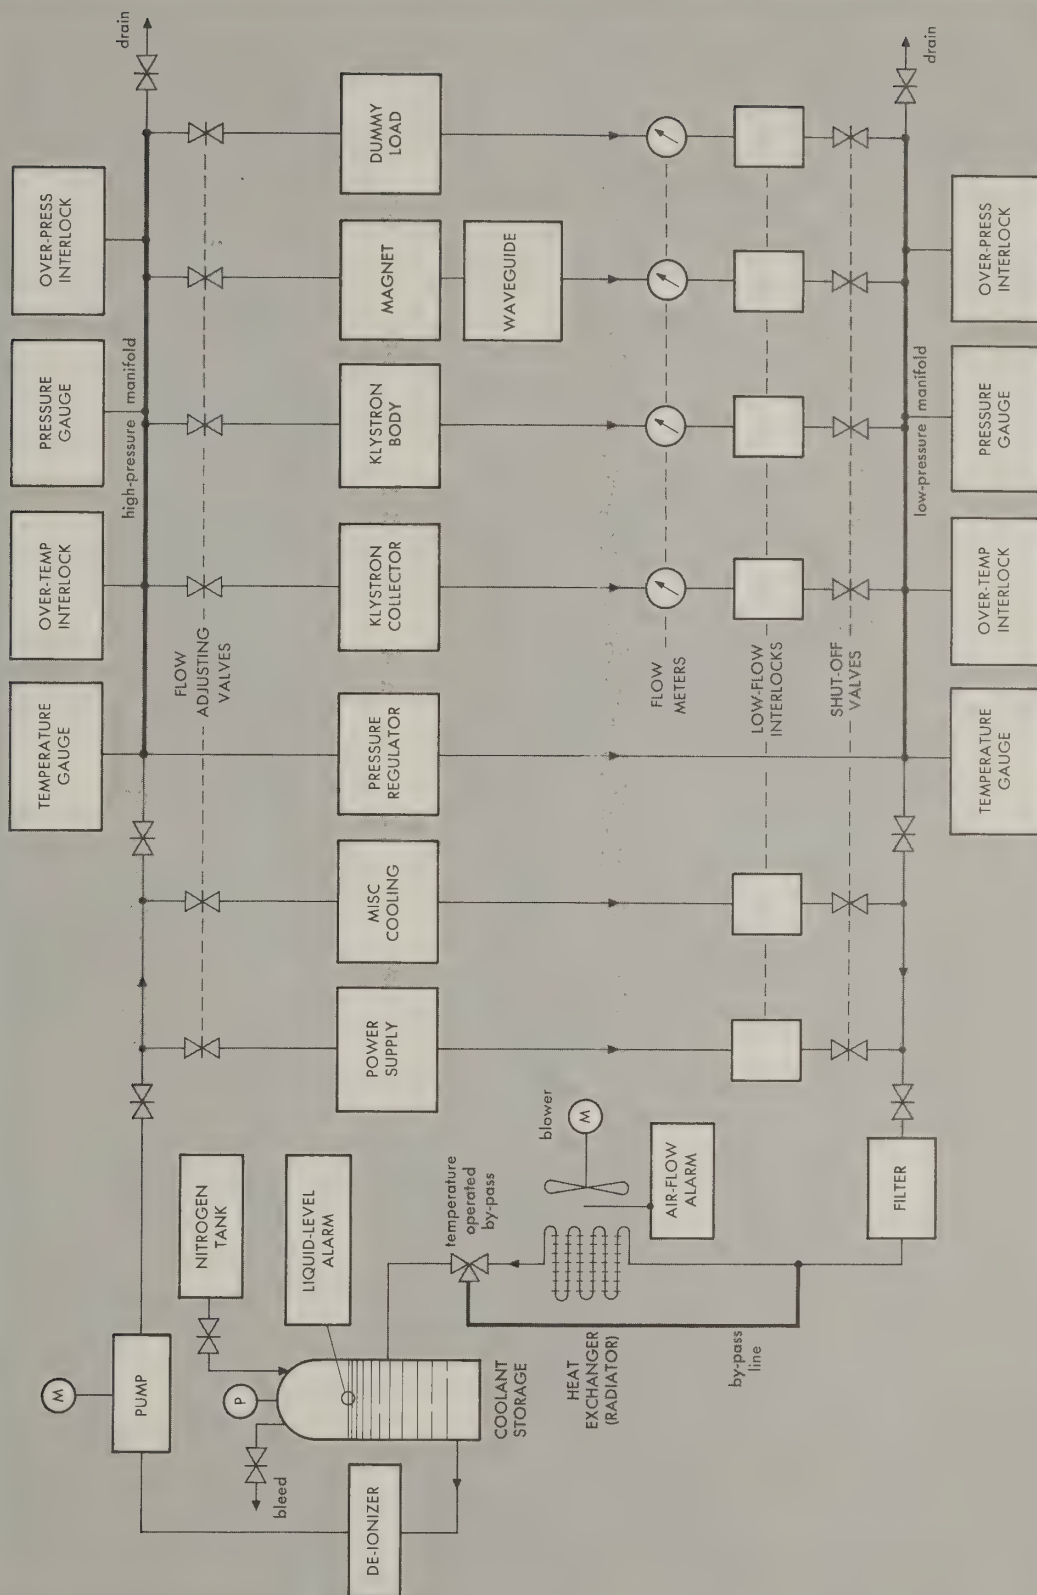 TEMPERATURE
GAUGE
OVER-TEMP
INTERLOCK
PRESSURE
GAUGE
OVER-PRESS
INTERLOCK
high-pressure manifold
drain
FLOW
ADJUSTING
VALVES
M
PUMP
NITROGEN
TANK
LIQUID-LEVEL
ALARM
P
bleed
DE-IONIZER
COOLANT
STORAGE
POWER
SUPPLY
MISC
COOLING
PRESSURE
REGULATOR
KLYSTRON
COLLECTOR
KLYSTRON
BODY
MAGNET
WAVEGUIDE
DUMMY
LOAD
temperature
operated
by-pass
blower
M
AIR-FLOW
ALARM
HEAT
EXCHANGER
(RADIATOR)
by-pass
line
FILTER
FLOW
METERS
LOW-FLOW
INTERLOCKS
SHUT-OFF
VALVES
low-pressure manifold
drain
TEMPERATURE
GAUGE
OVER-TEMP
INTERLOCK
PRESSURE
GAUGE
OVER-PRESS
INTERLOCK